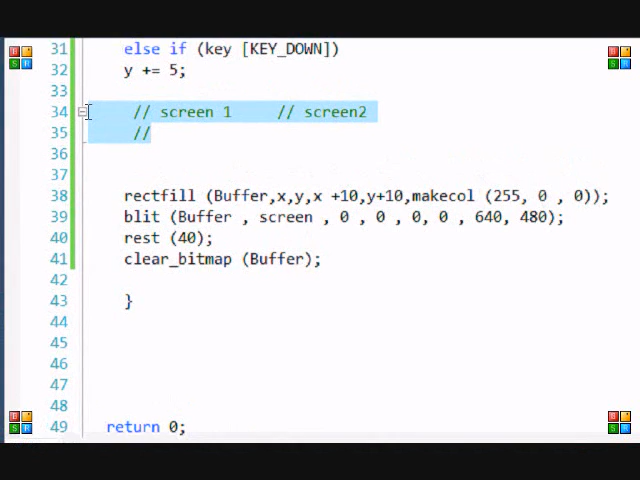 31 else if (key [KEY_DOWN])
32 y += 5;
33
34 // screen 1 // screen2
35 //
36
37
38 rectfill (Buffer,x,y,x +10,y+10,makecol (255, 0 , 0));
39 blit (Buffer , screen , 0 , 0 , 0, 0 , 640, 480);
40 rest (40);
41 clear_bitmap (Buffer);
42
43 }
44
45
46
47
48
49 return 0;